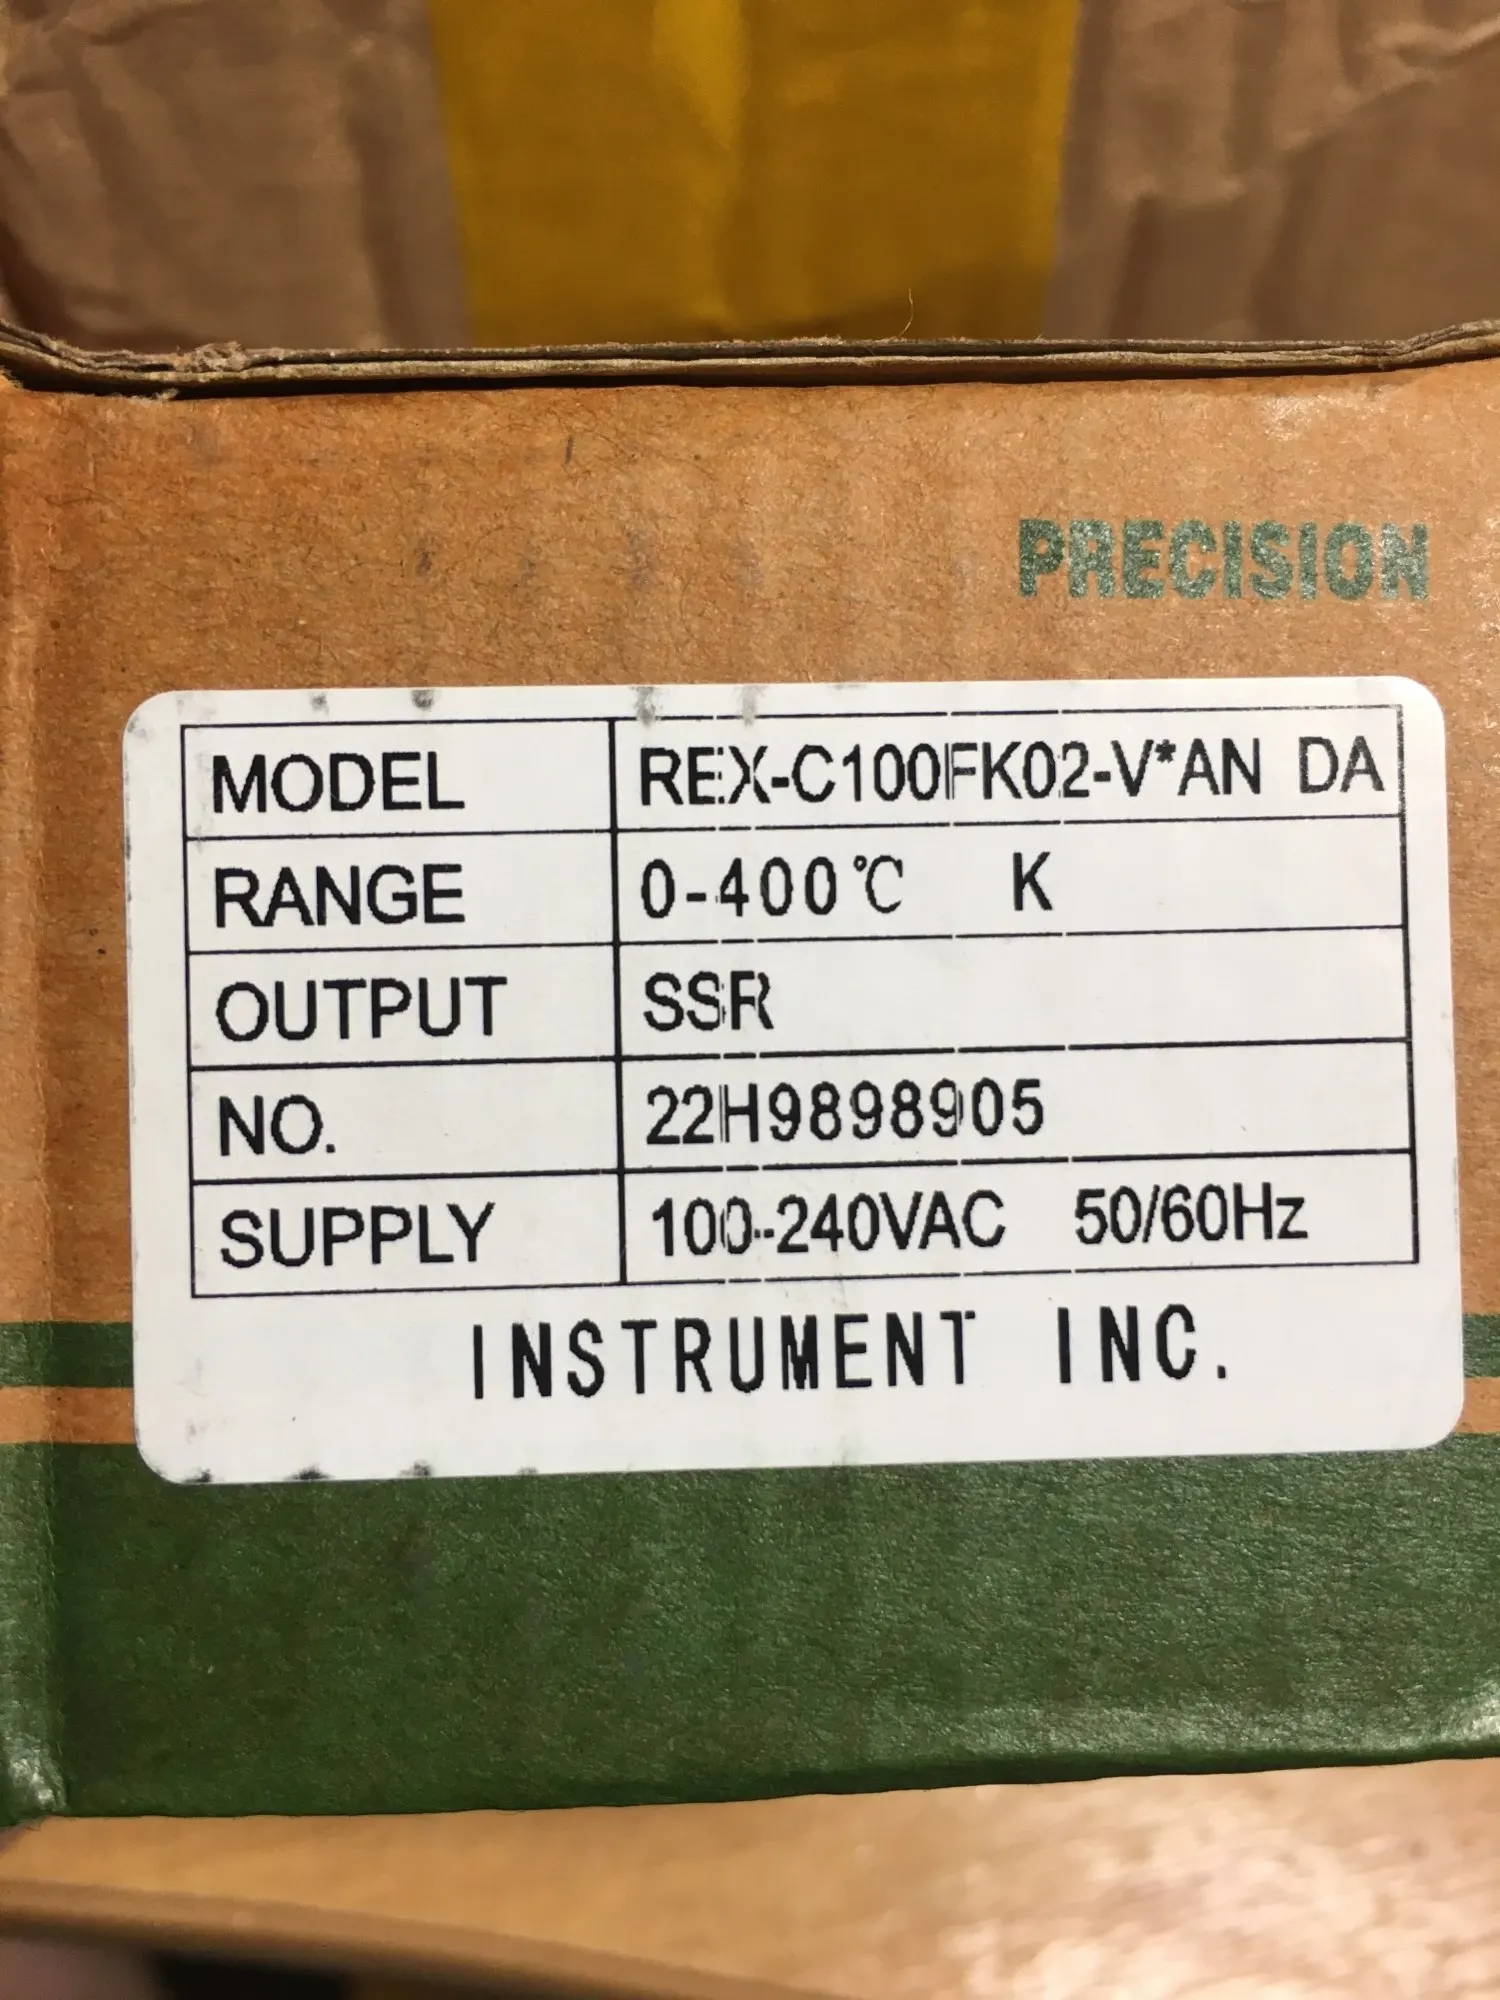 PRECISION
MODEL REX-C100FK02-V*AN DA
RANGE 0-400℃ K
OUTPUT SSR
NO. 22H9898905
SUPPLY 100-240VAC 50/60Hz
INSTRUMENT INC.